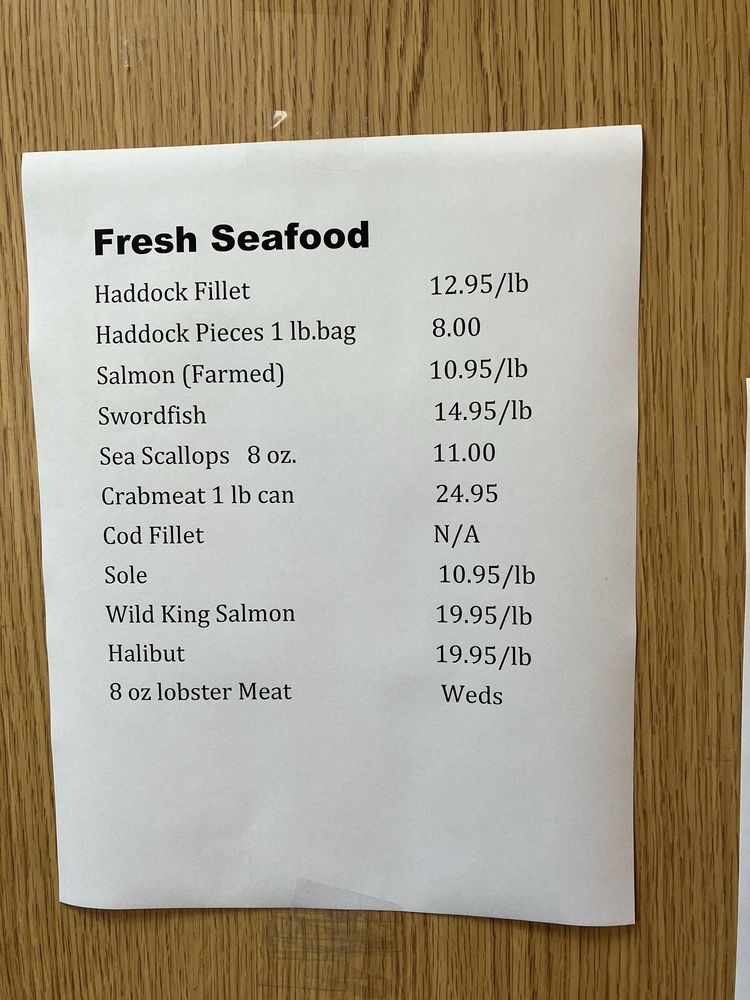 Fresh Seafood
Haddock Fillet 12.95/lb
Haddock Pieces 1 lb.bag 8.00
Salmon (Farmed) 10.95/lb
Swordfish 14.95/lb
Sea Scallops 8 oz. 11.00
Crabmeat 1 lb can 24.95
Cod Fillet N/A
Sole 10.95/lb
Wild King Salmon 19.95/lb
Halibut 19.95/lb
8 oz lobster Meat Weds